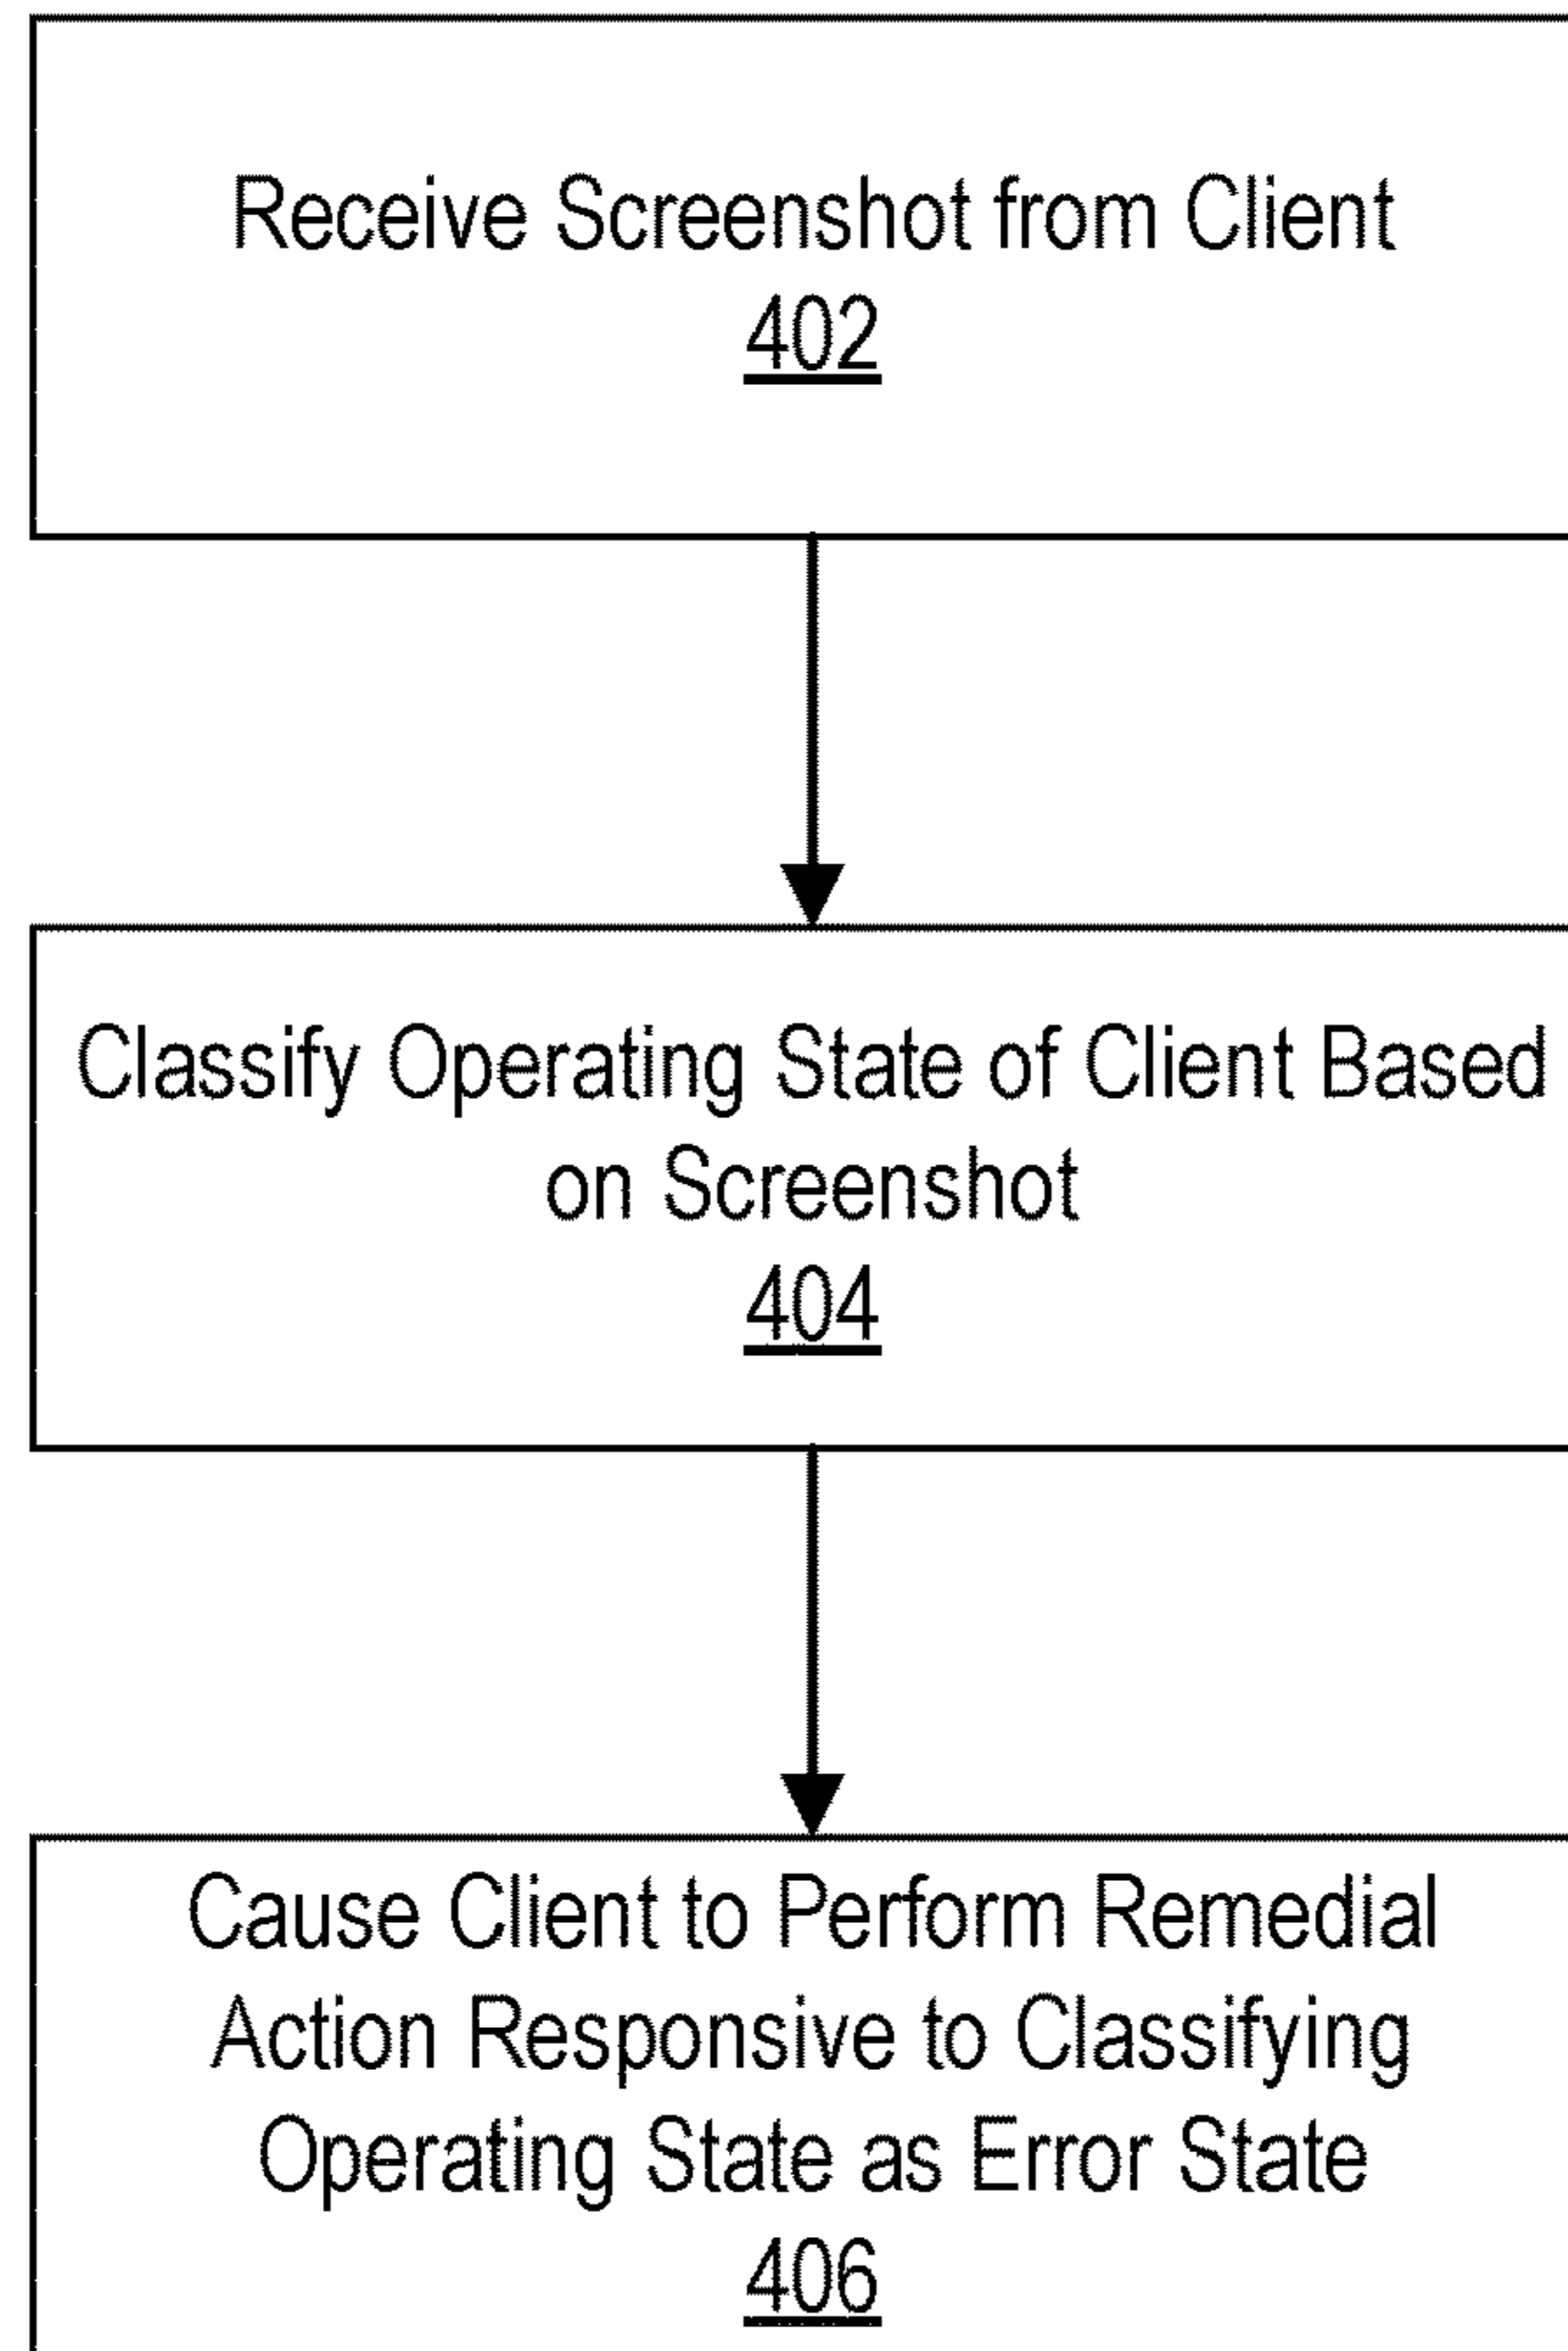 Receive Screenshot from Client
402
Classify Operating State of Client Based
on Screenshot
404
Cause Client to Perform Remedial
Action Responsive to Classifying
Operating State as Error State
406